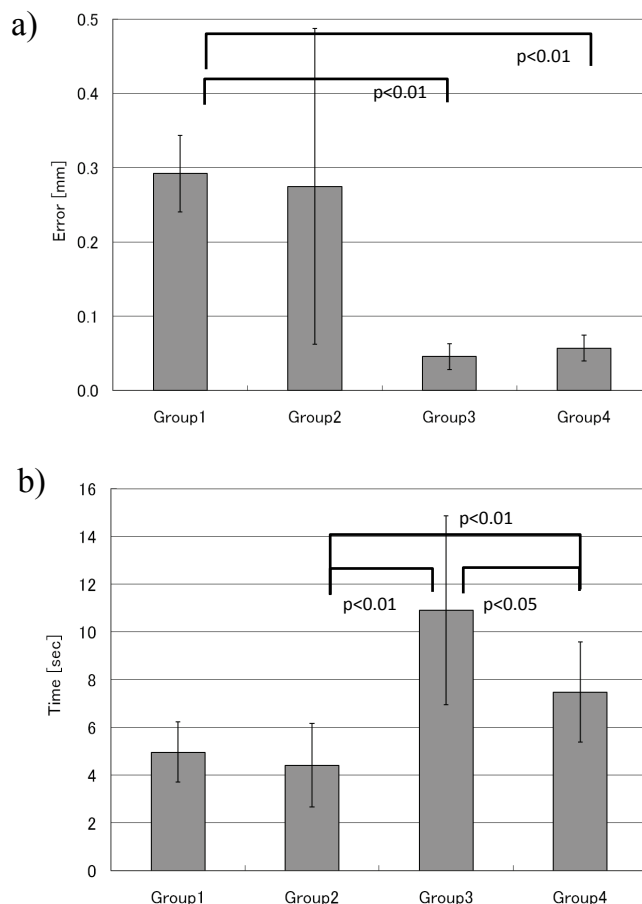 a)
0.5
p<0.01
0.4
p<0.01
0.3
Error [mm]
0.2
0.1
0.0
Group1 Group2 Group3 Group4
b)
16
p<0.01
14
12
p<0.01 p<0.05
10
Time [sec]
8
6
4
2
0
Group1 Group2 Group3 Group4